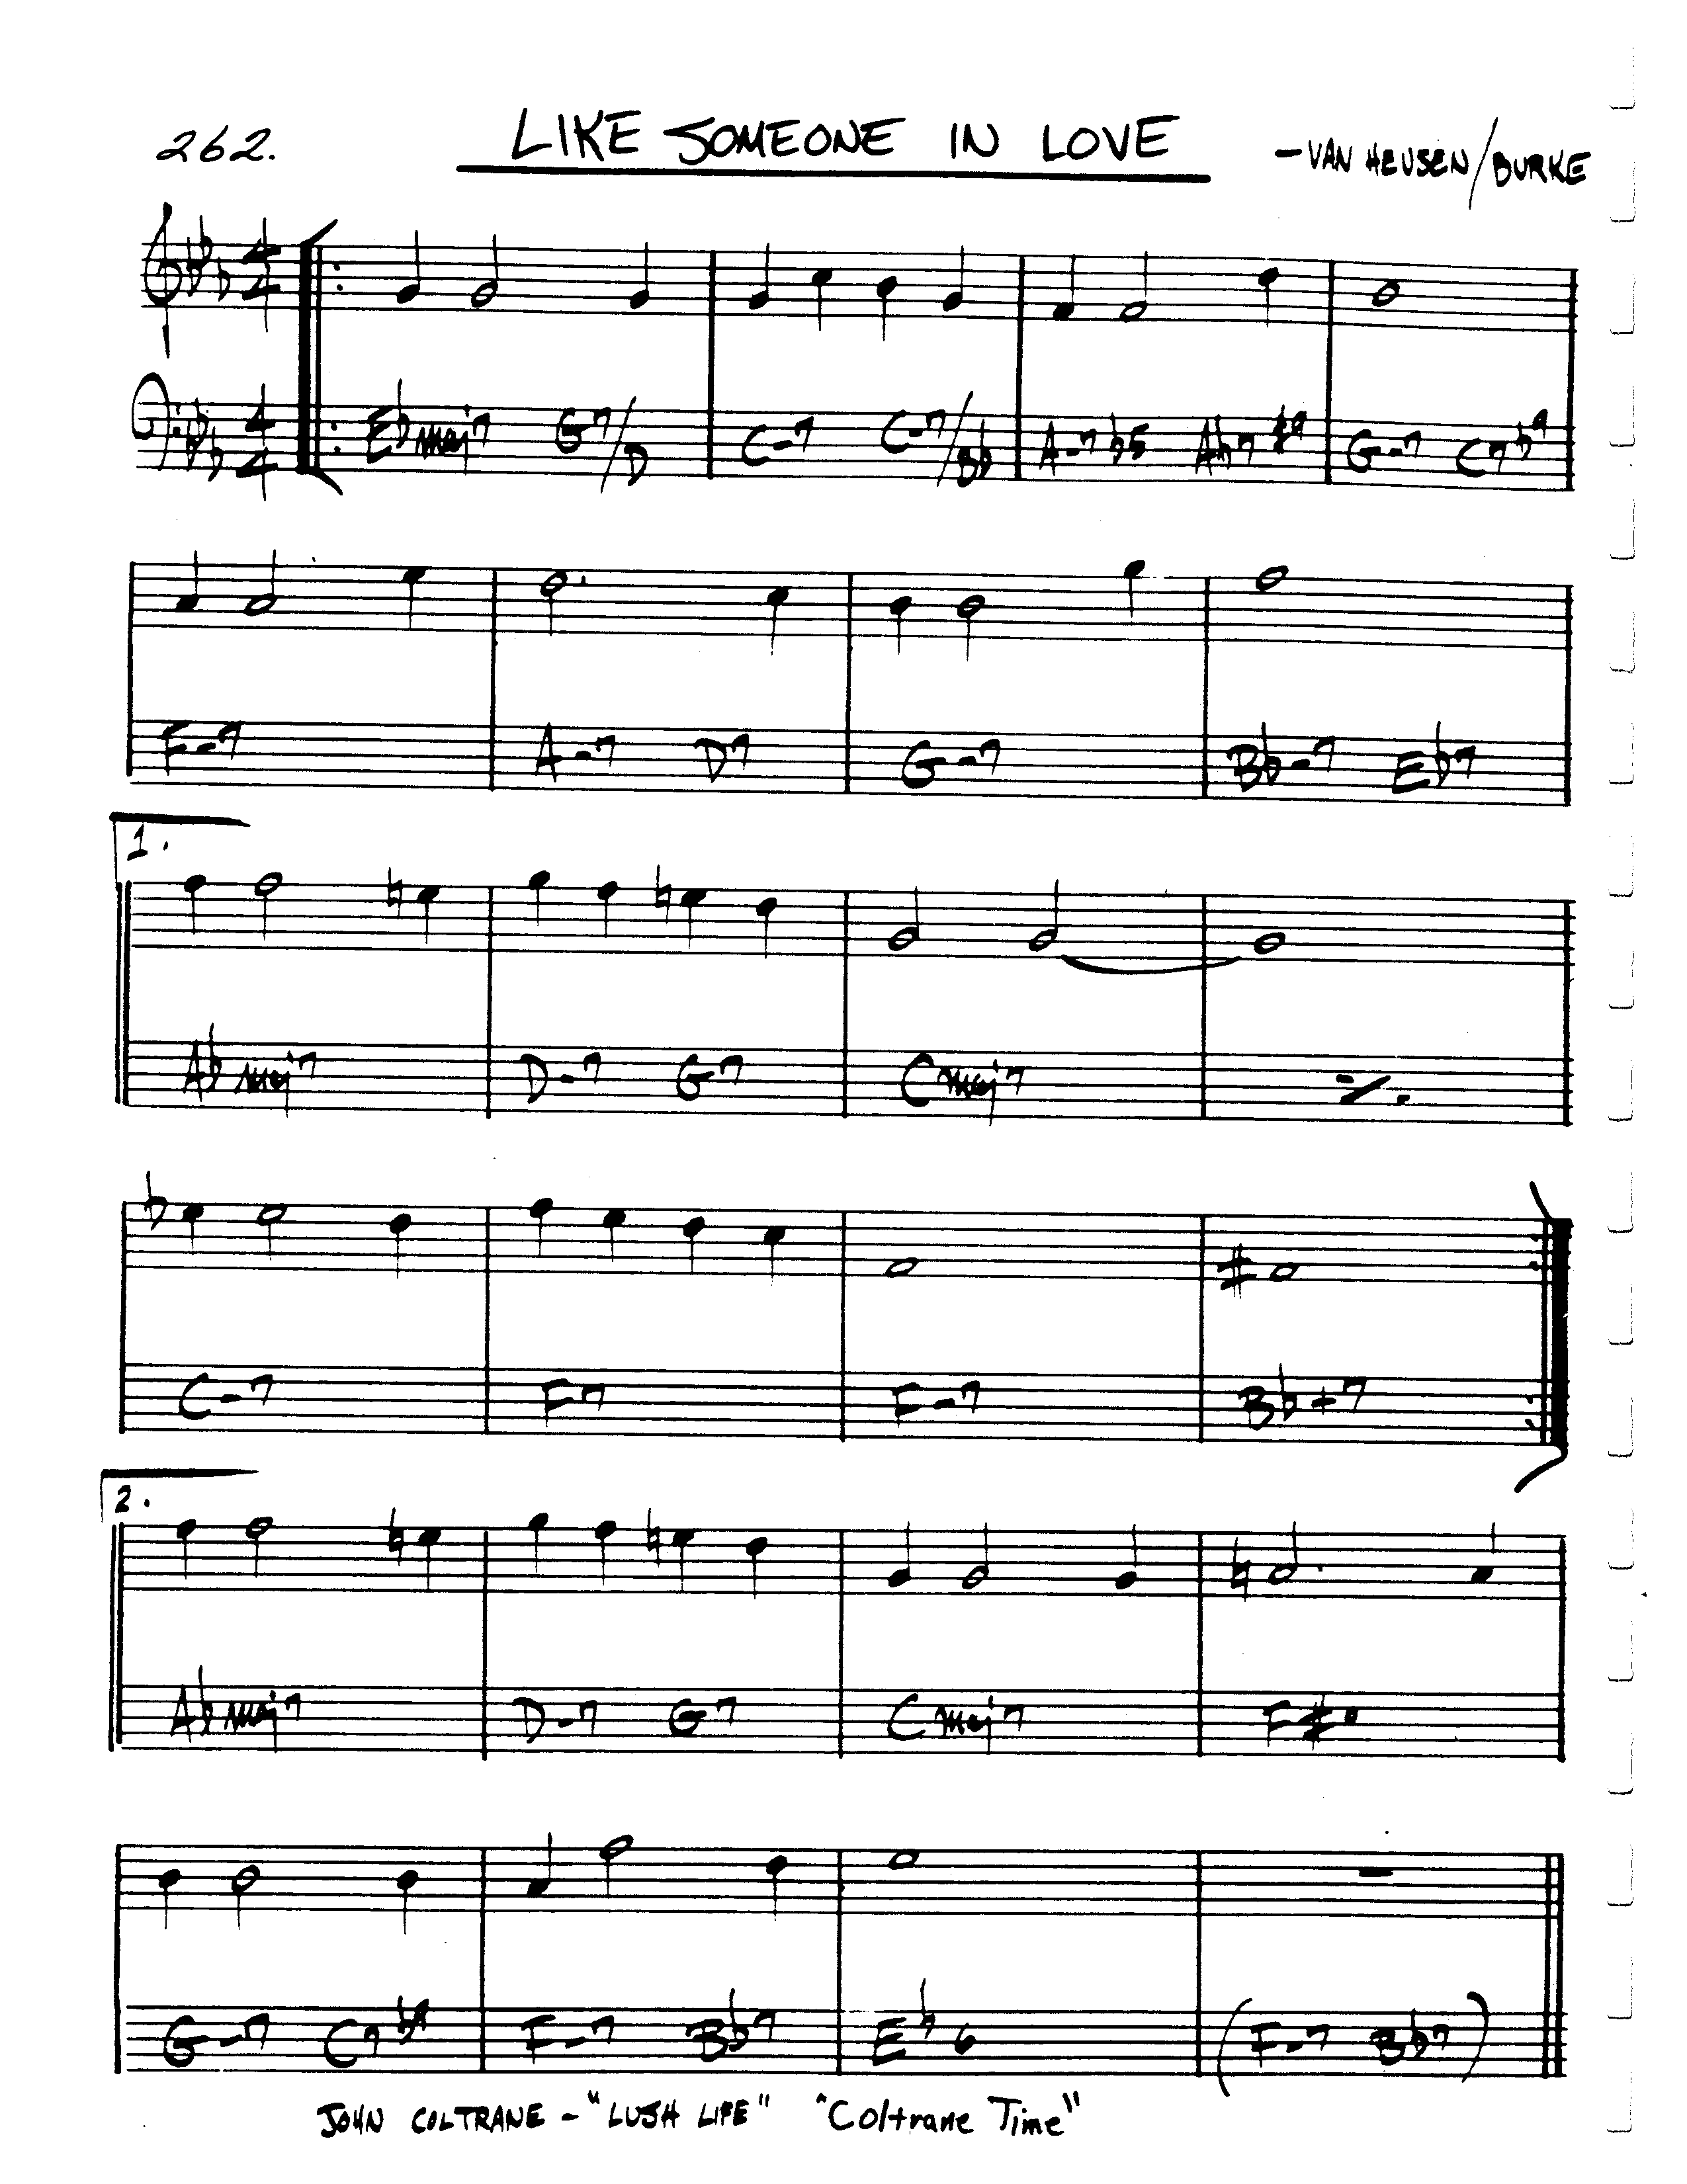 262. LIKE SOMEONE IN LOVE – VAN HEUSEN/BURKE
4/4
4/4 E♭maj7 G7/D C-7 C-7/B♭ A-7♭5 A♭7 #9 G-7 C7♭9
F-7 A-7 D7 G-7 B♭-7 E♭7
1.
A♭maj7 D-7 G7 Cmaj7 ٪
C-7 F7 F-7 B♭+7
2.
A♭maj7 D-7 G7 Cmaj7 F#°
G-7 C7♭9 F-7 B♭7 E♭6 (F-7 B♭7)
JOHN COLTRANE – "LUSH LIFE" "Coltrane Time"